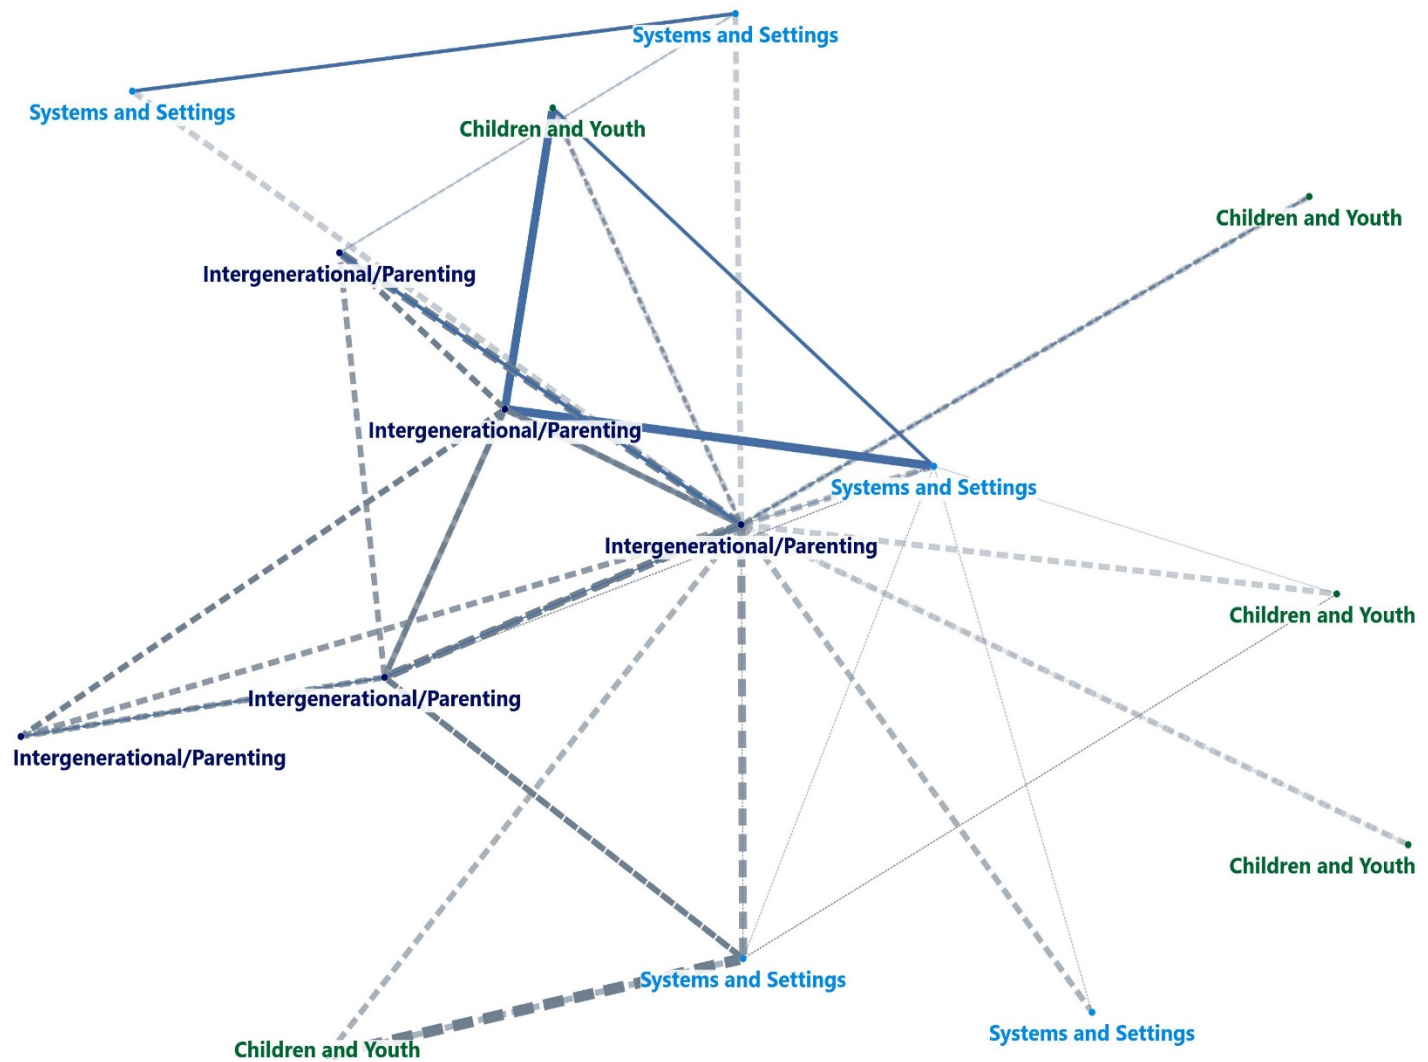 Systems and Settings
Systems and Settings
Children and Youth
Children and Youth
Intergenerational/Parenting
Intergenerational/Parenting
Systems and Settings
Intergenerational/Parenting
Children and Youth
Intergenerational/Parenting
Intergenerational/Parenting
Children and Youth
Systems and Settings
Systems and Settings
Children and Youth